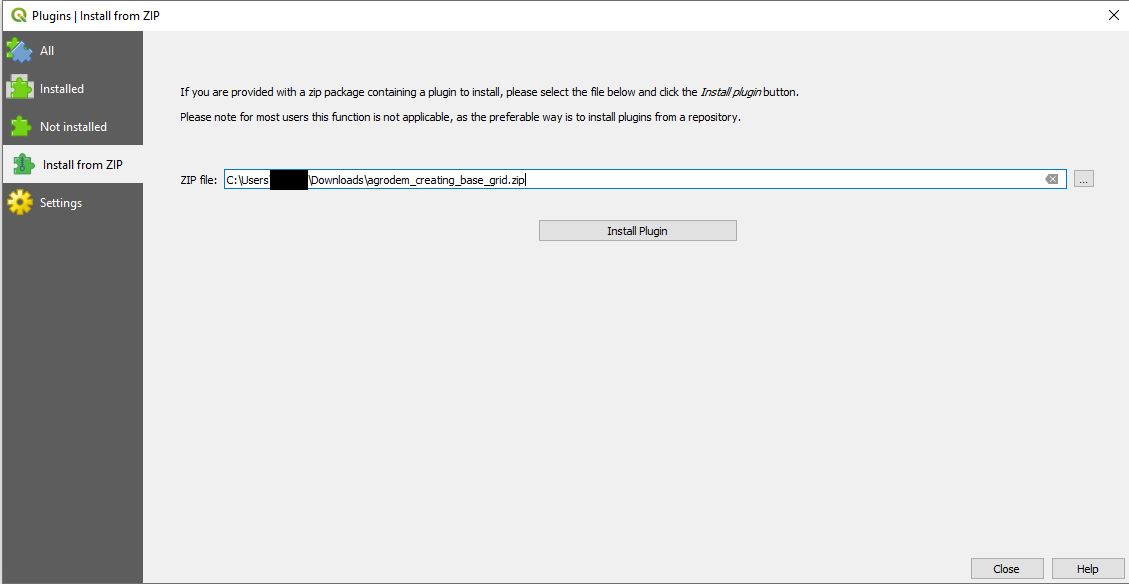 Plugins | Install from ZIP
All
Installed
Not installed
Install from ZIP
Settings
If you are provided with a zip package containing a plugin to install, please select the file below and click the Install plugin button.
Please note for most users this function is not applicable, as the preferable way is to install plugins from a repository.
ZIP file: C:\Users \Downloads\agrodem_creating_base_grid.zip ...
Install Plugin
Close Help